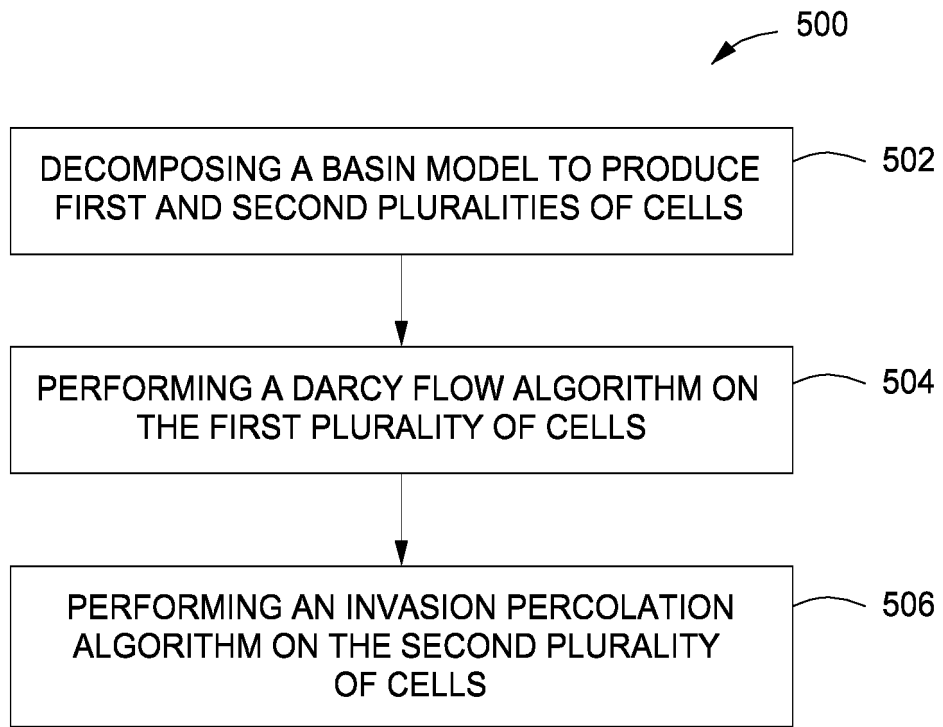 500
DECOMPOSING A BASIN MODEL TO PRODUCE
FIRST AND SECOND PLURALITIES OF CELLS
502
PERFORMING A DARCY FLOW ALGORITHM ON
THE FIRST PLURALITY OF CELLS
504
PERFORMING AN INVASION PERCOLATION
ALGORITHM ON THE SECOND PLURALITY
OF CELLS
506